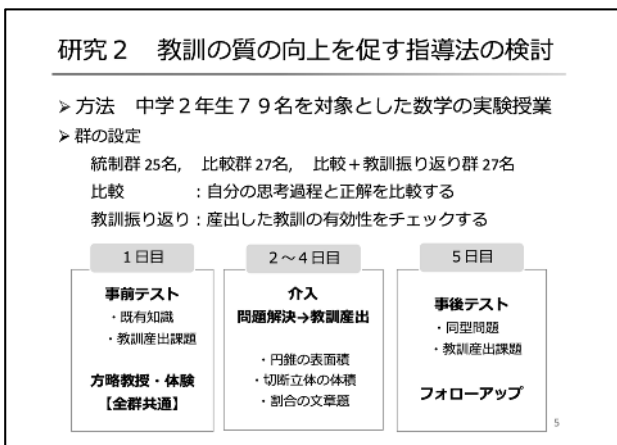 研究２　教訓の質の向上を促す指導法の検討
➢ 方法　中学２年生７９名を対象とした数学の実験授業
➢ 群の設定
統制群 25名,　比較群 27名,　比較＋教訓振り返り群 27名
比較　　　　：自分の思考過程と正解を比較する
教訓振り返り：産出した教訓の有効性をチェックする
１日目
事前テスト
・既有知識
・教訓産出課題
方略教授・体験
【全群共通】
２～４日目
介入
問題解決→教訓産出
・円錐の表面積
・切断立体の体積
・割合の文章題
５日目
事後テスト
・同型問題
・教訓産出課題
フォローアップ
5